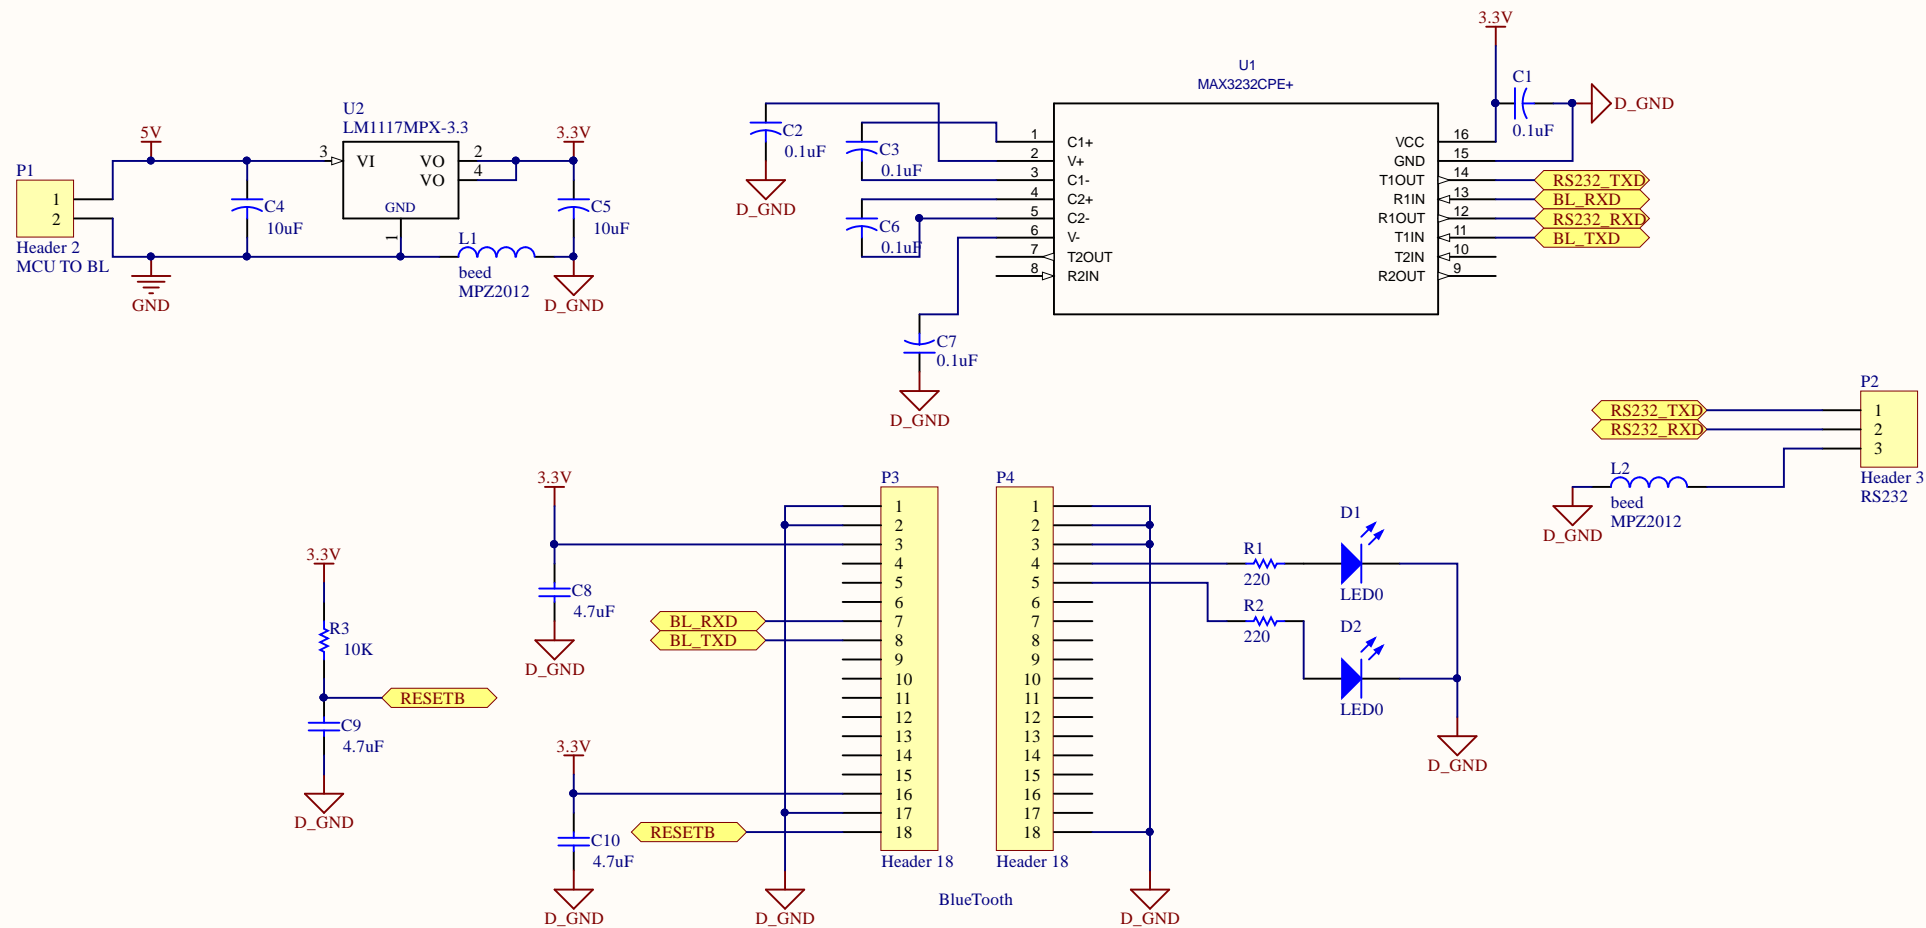 P1
1
2
Header 2
MCU TO BL
5V
GND
C4
10uF
U2
LM1117MPX-3.3
3
VI
VO
VO
2
4
GND
1
L1
beed
MPZ2012
3.3V
C5
10uF
D_GND
C2
0.1uF
D_GND
C3
0.1uF
C6
0.1uF
C7
0.1uF
D_GND
U1
MAX3232CPE+
1
C1+
2
V+
3
C1-
4
C2+
5
C2-
6
V-
7
T2OUT
8
R2IN
VCC
16
GND
15
T1OUT
14
R1IN
13
R1OUT
12
T1IN
11
T2IN
10
R2OUT
9
3.3V
C1
0.1uF
D_GND
RS232_TXD
BL_RXD
RS232_RXD
BL_TXD
P2
RS232_TXD
RS232_RXD
1
2
3
Header 3
RS232
L2
beed
MPZ2012
D_GND
3.3V
R3
10K
RESETB
C9
4.7uF
D_GND
3.3V
C8
4.7uF
D_GND
BL_RXD
BL_TXD
3.3V
C10
4.7uF
D_GND
RESETB
P3
1
2
3
4
5
6
7
8
9
10
11
12
13
14
15
16
17
18
Header 18
D_GND
BlueTooth
P4
1
2
3
4
5
6
7
8
9
10
11
12
13
14
15
16
17
18
Header 18
D_GND
R1
220
R2
220
D1
LED0
D2
LED0
D_GND